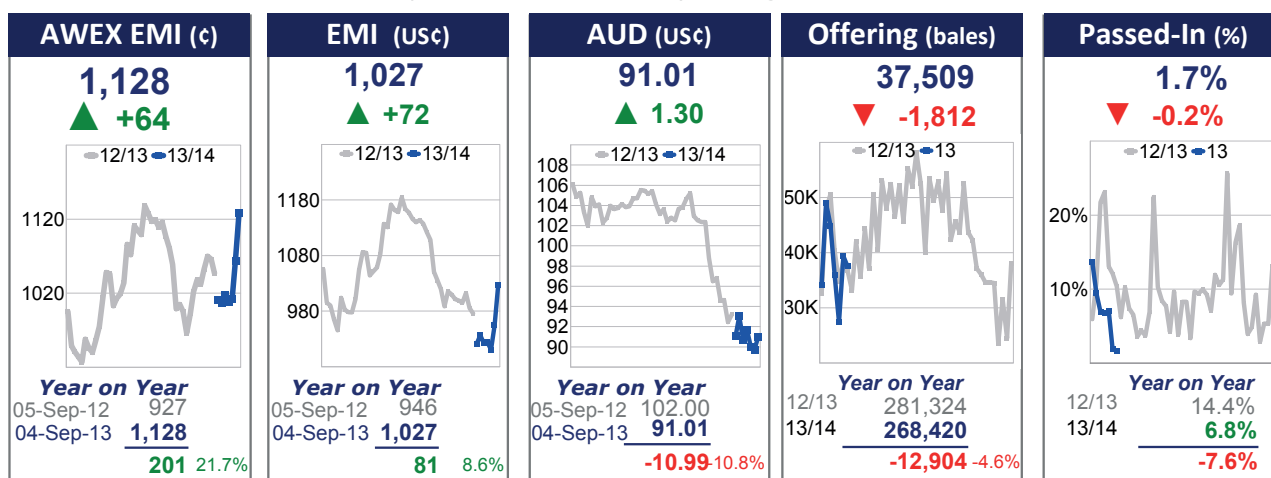 AWEX EMI (¢)
1,128
▲ +64
12/13 13/14
1120
1020
Year on Year
05-Sep-12 927
04-Sep-13 1,128
201 21.7%
EMI (US¢)
1,027
▲ +72
12/13 13/14
1180
1080
980
Year on Year
05-Sep-12 946
04-Sep-13 1,027
81 8.6%
AUD (US¢)
91.01
▲ 1.30
12/13 13/14
108
106
104
102
100
98
96
94
92
90
Year on Year
05-Sep-12 102.00
04-Sep-13 91.01
-10.99 -10.8%
Offering (bales)
37,509
▼ -1,812
12/13 13
50K
40K
30K
Year on Year
12/13 281,324
13/14 268,420
-12,904 -4.6%
Passed-In (%)
1.7%
▼ -0.2%
12/13 13
20%
10%
Year on Year
12/13 14.4%
13/14 6.8%
-7.6%